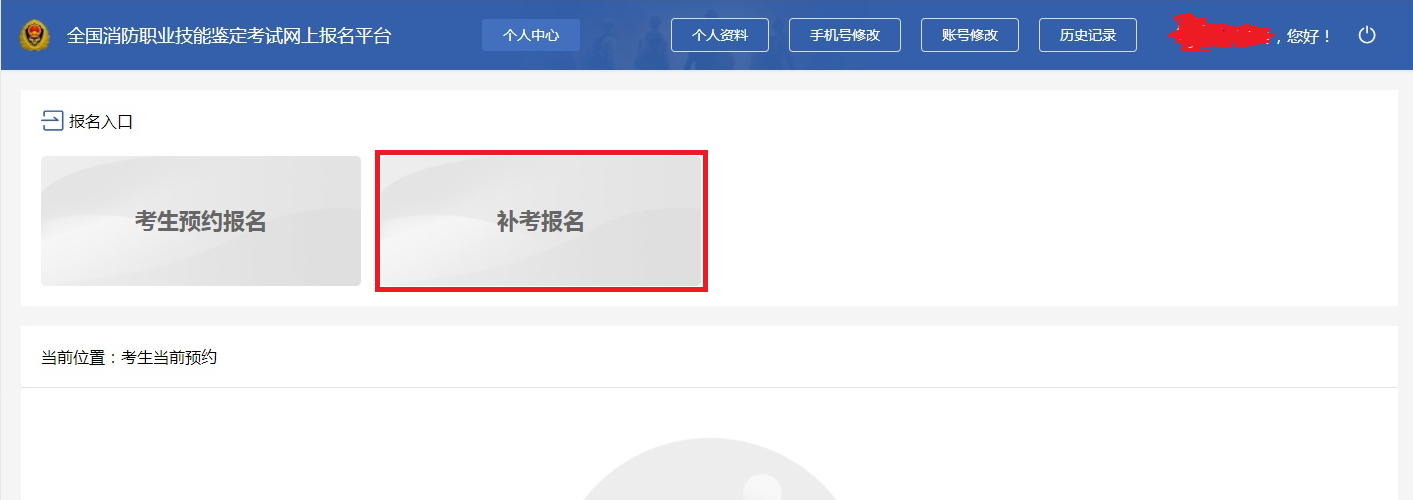 全国消防职业技能鉴定考试网上报名平台 个人中心 个人资料 手机号修改 账号修改 历史记录 ，您好！
报名入口
考生预约报名 补考报名
当前位置：考生当前预约